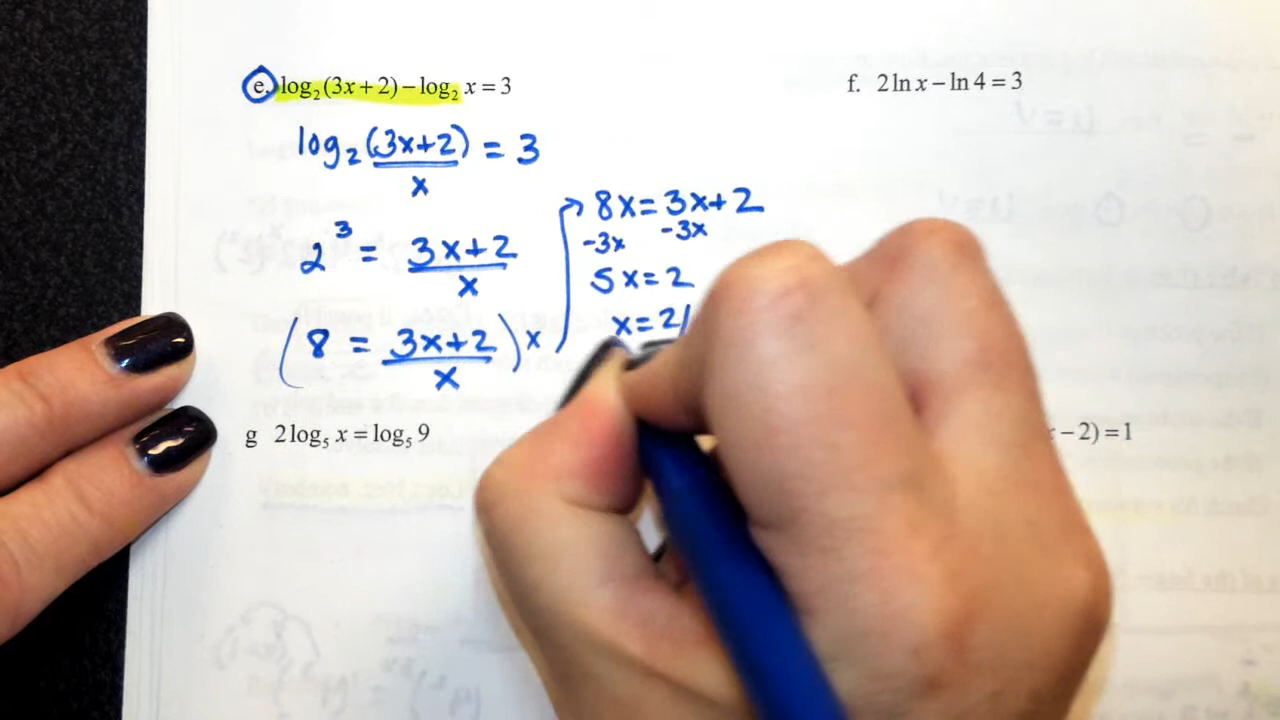 e. log₂(3x+2)−log₂ x=3
log₂(3x+2)/x = 3
2³ = 3x+2/x
(8 = 3x+2/x)x
8x=3x+2
-3x -3x
5x=2
x=2/
f. 2 ln x−ln 4=3
g 2log₅ x=log₅ 9
−2)=1